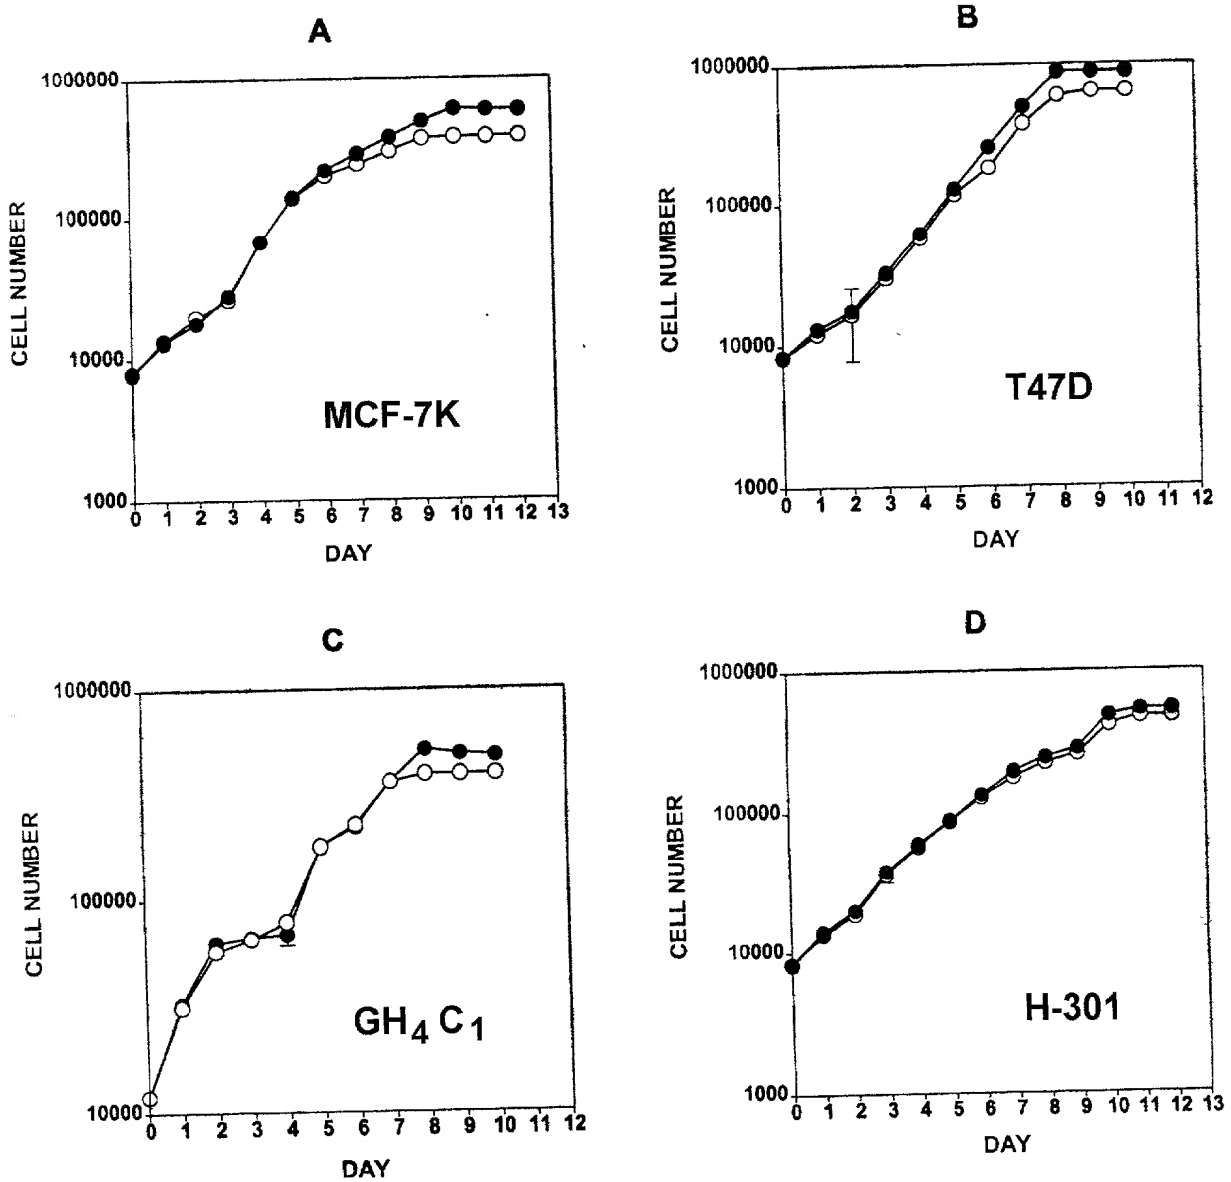 A
1000000
100000
10000
1000
CELL NUMBER
0 1 2 3 4 5 6 7 8 9 10 11 12 13
DAY
MCF-7K
B
1000000
100000
10000
1000
CELL NUMBER
0 1 2 3 4 5 6 7 8 9 10 11 12
DAY
T47D
C
1000000
100000
10000
CELL NUMBER
0 1 2 3 4 5 6 7 8 9 10 11 12
DAY
GH4 C1
D
1000000
100000
10000
1000
CELL NUMBER
0 1 2 3 4 5 6 7 8 9 10 11 12 13
DAY
H-301